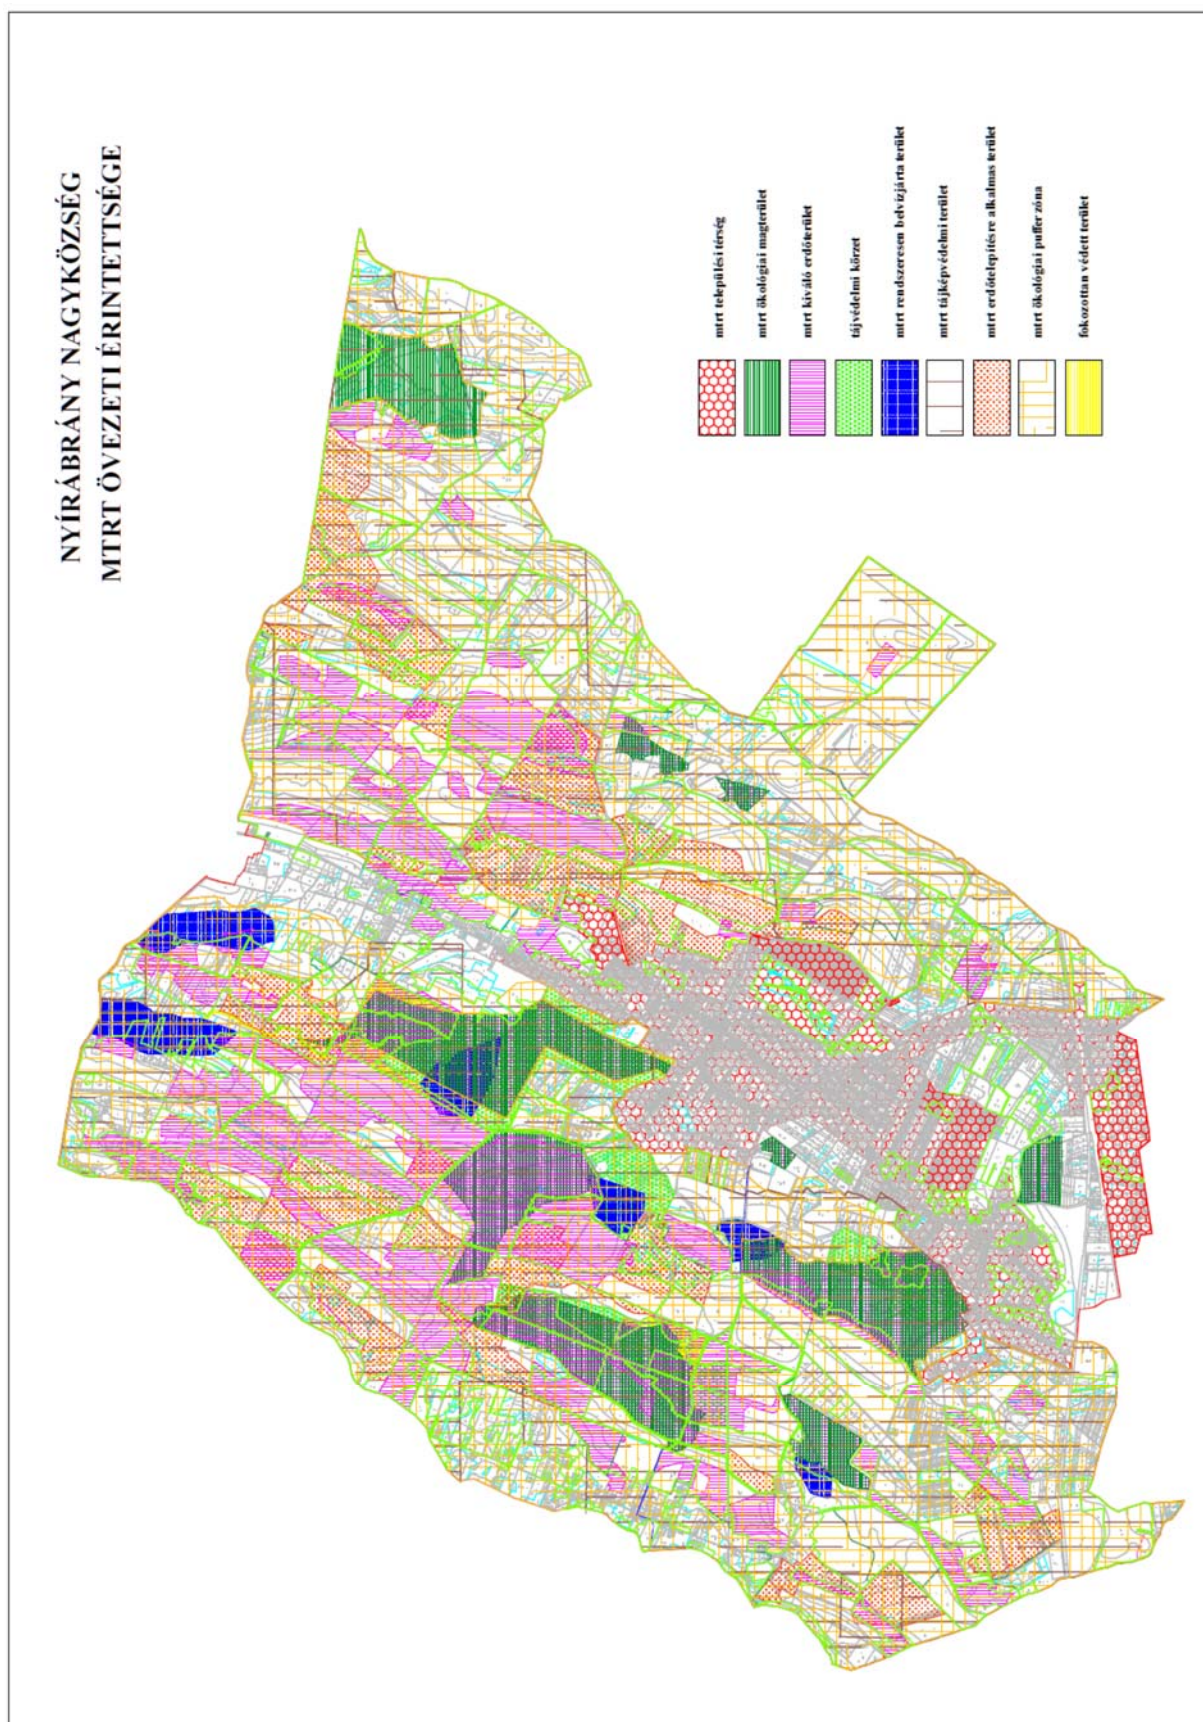 NYÍRÁBRÁNY NAGYKÖZSÉG
MTRT ÖVEZETI ÉRINTETTSÉGE
mtrt települési térség
mtrt ökológiai magterület
mtrt kiváló erdőterület
tájvédelmi körzet
mtrt rendszeresen belvízjárta terület
mtrt tájképvédelmi terület
mtrt erdőtelepítésre alkalmas terület
mtrt ökológiai puffer zóna
fokozottan védett terület